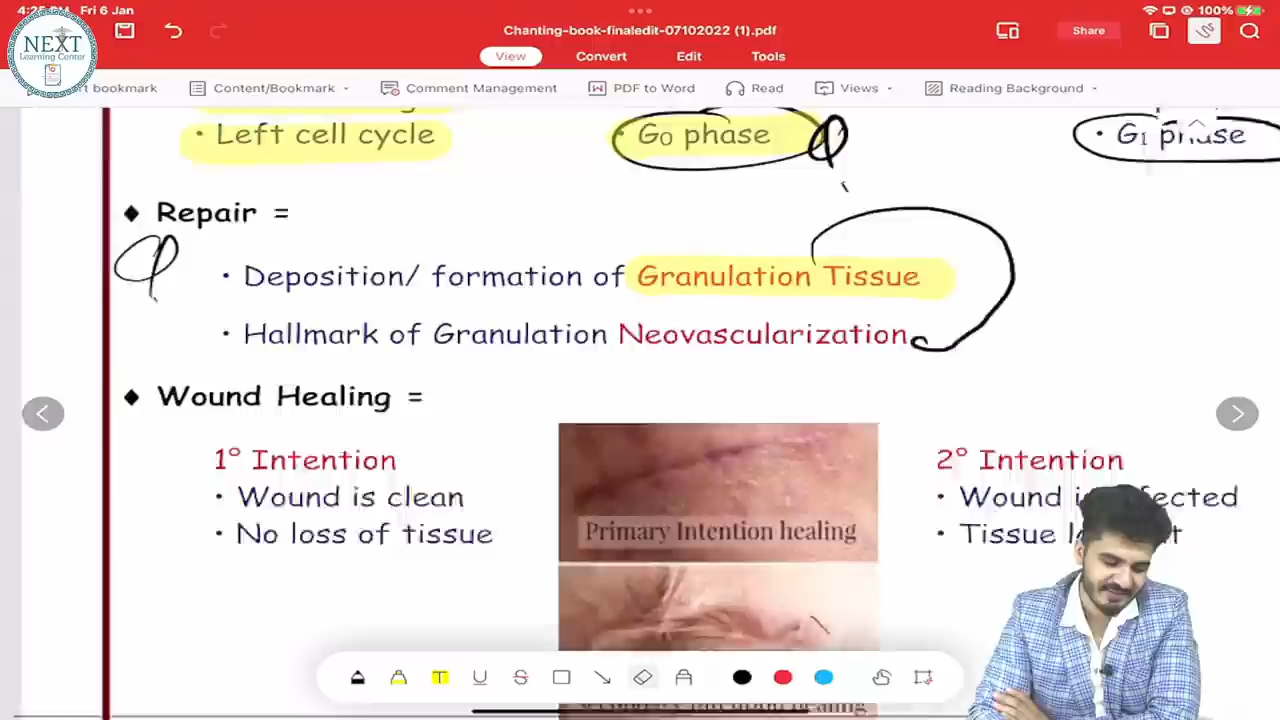 4:25 PM Fri 6 Jan
100%
NEXT
Learning Center
Chanting-book-finaledit-07102022 (1).pdf
Share
View Convert Edit Tools
bookmark Content/Bookmark Comment Management PDF to Word Read Views Reading Background
• Left cell cycle
• G₀ phase
• G₁ phase
♦ Repair =
• Deposition/ formation of Granulation Tissue
• Hallmark of Granulation Neovascularization
♦ Wound Healing =
1° Intention
• Wound is clean
• No loss of tissue
Primary Intention healing
2° Intention
• Wound
• Tissue
healing